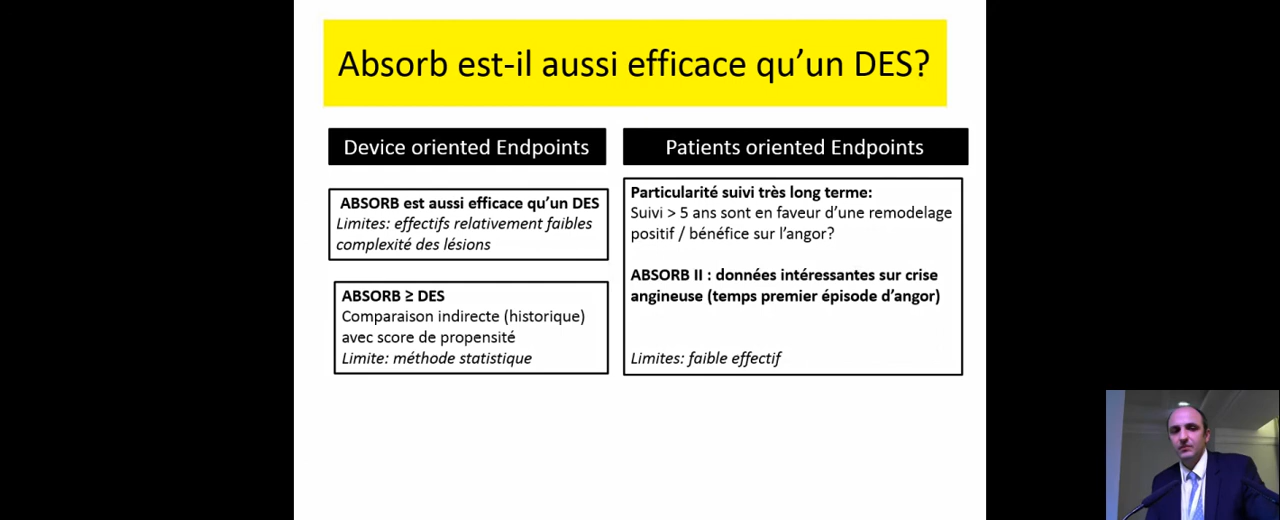 Absorb est-il aussi efficace qu'un DES?
Device oriented Endpoints
ABSORB est aussi efficace qu'un DES
Limites: effectifs relativement faibles
complexité des lésions
ABSORB ≥ DES
Comparaison indirecte (historique)
avec score de propensité
Limite: méthode statistique
Patients oriented Endpoints
Particularité suivi très long terme:
Suivi > 5 ans sont en faveur d'une remodelage
positif / bénéfice sur l'angor?
ABSORB II : données intéressantes sur crise
angineuse (temps premier épisode d'angor)
Limites: faible effectif